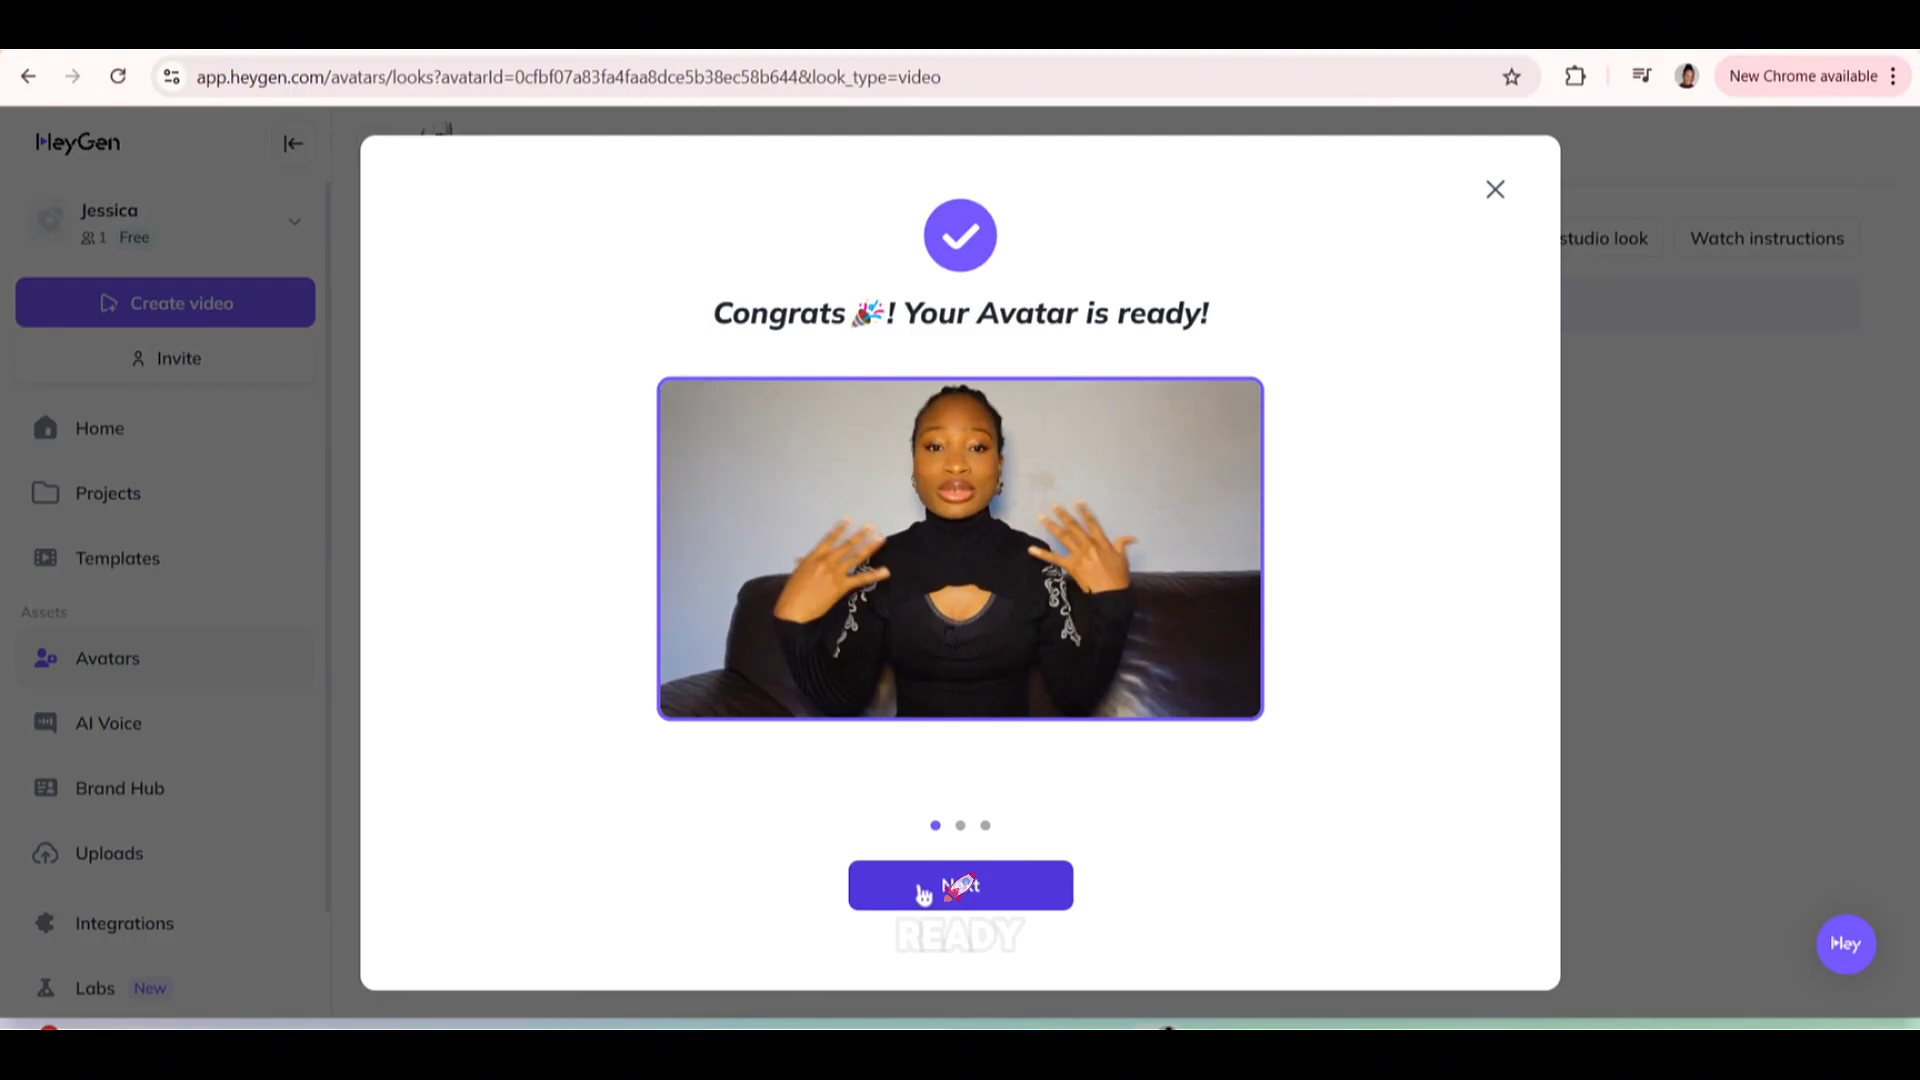 app.heygen.com/avatars/looks?avatarId=0cfbf07a83fa4faa8dce5b38ec58b644&look_type=video
New Chrome available
HeyGen
Jessica
1 Free
Create video
Invite
Home
Projects
Templates
Assets
Avatars
AI Voice
Brand Hub
Uploads
Integrations
Labs New
studio look
Watch instructions
Congrats 🎉! Your Avatar is ready!
Next
READY
Hey